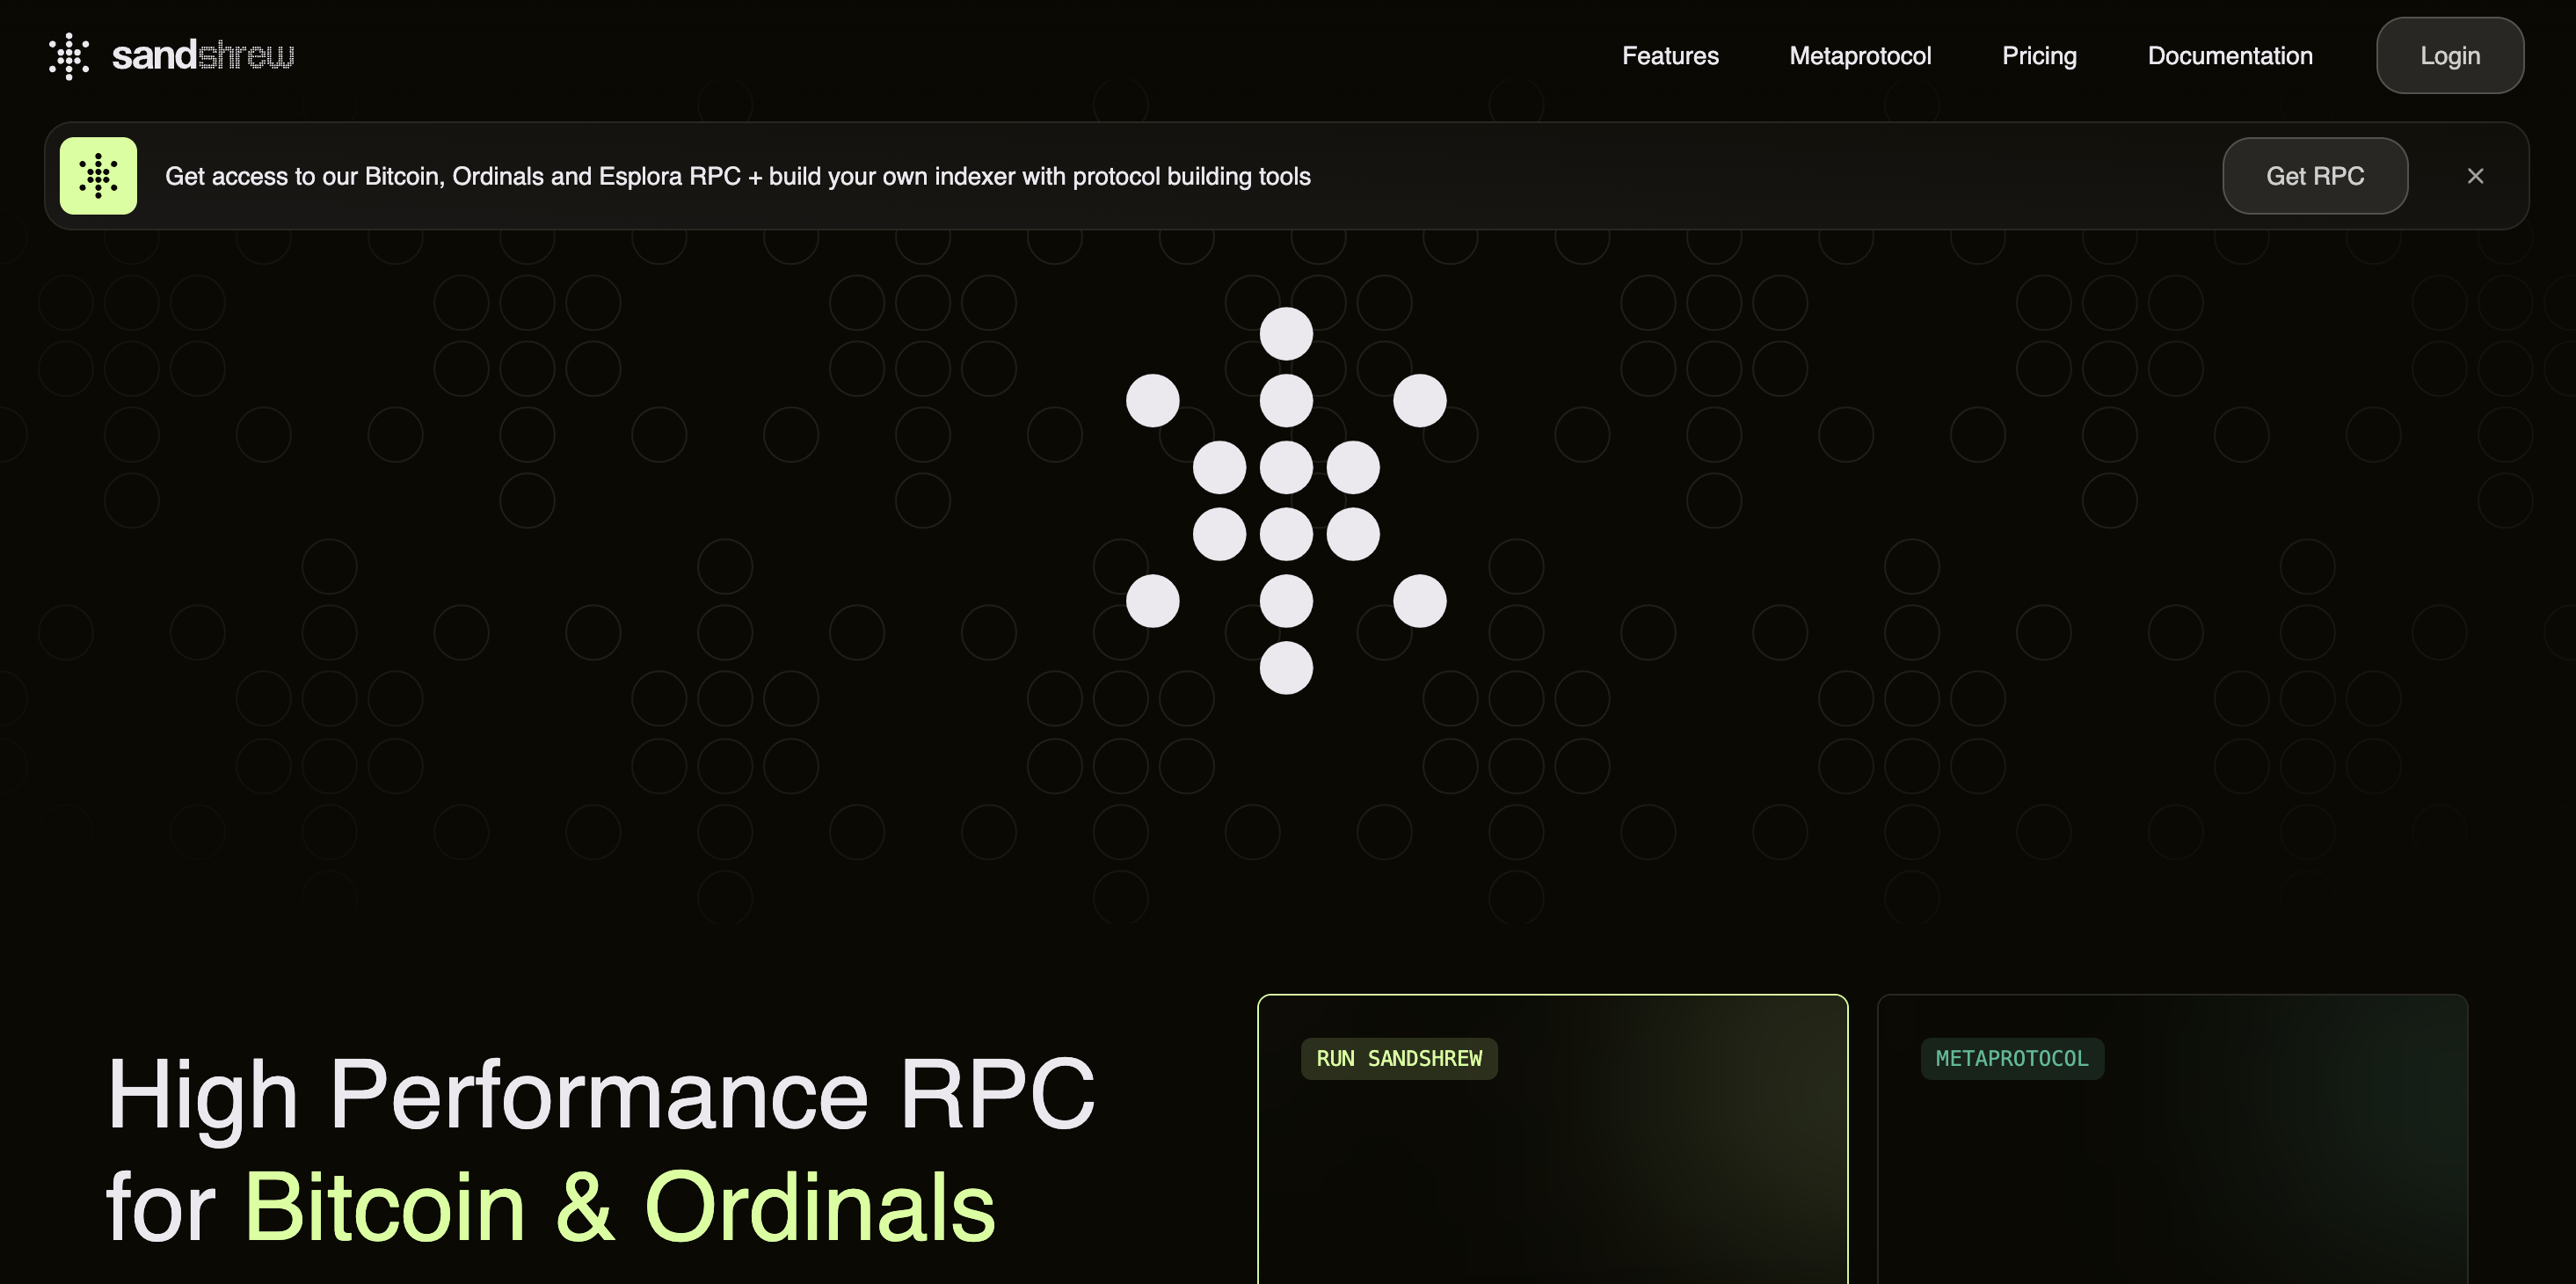 sandshrew
Features
Metaprotocol
Pricing
Documentation
Login
Get access to our Bitcoin, Ordinals and Esplora RPC + build your own indexer with protocol building tools
Get RPC
High Performance RPC
for Bitcoin & Ordinals
RUN SANDSHREW
METAPROTOCOL